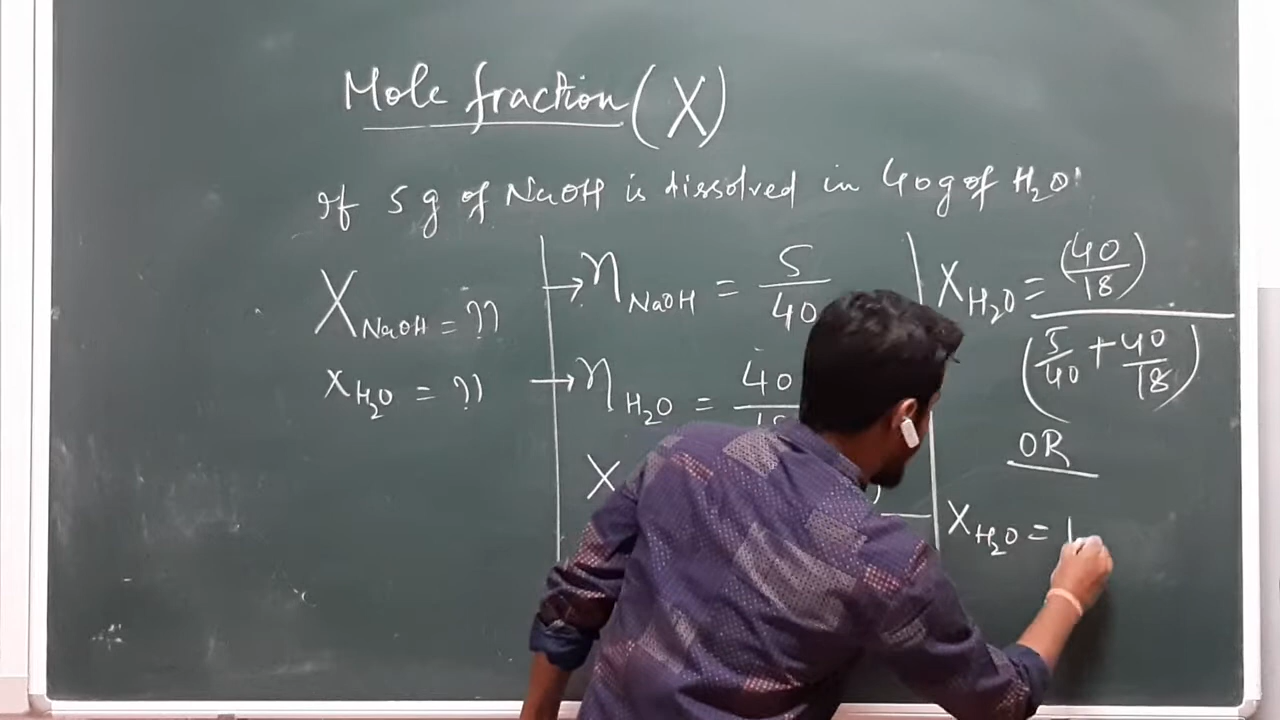 Mole fraction (X)
If 5 g of NaOH is dissolved in 40g of H₂O
X NaOH = ??
x H₂O = ??
→ η NaOH = 5/40
→ η H₂O = 40/18
X
X H₂O = (40/18) / (5/40 + 40/18)
OR
X H₂O = 1